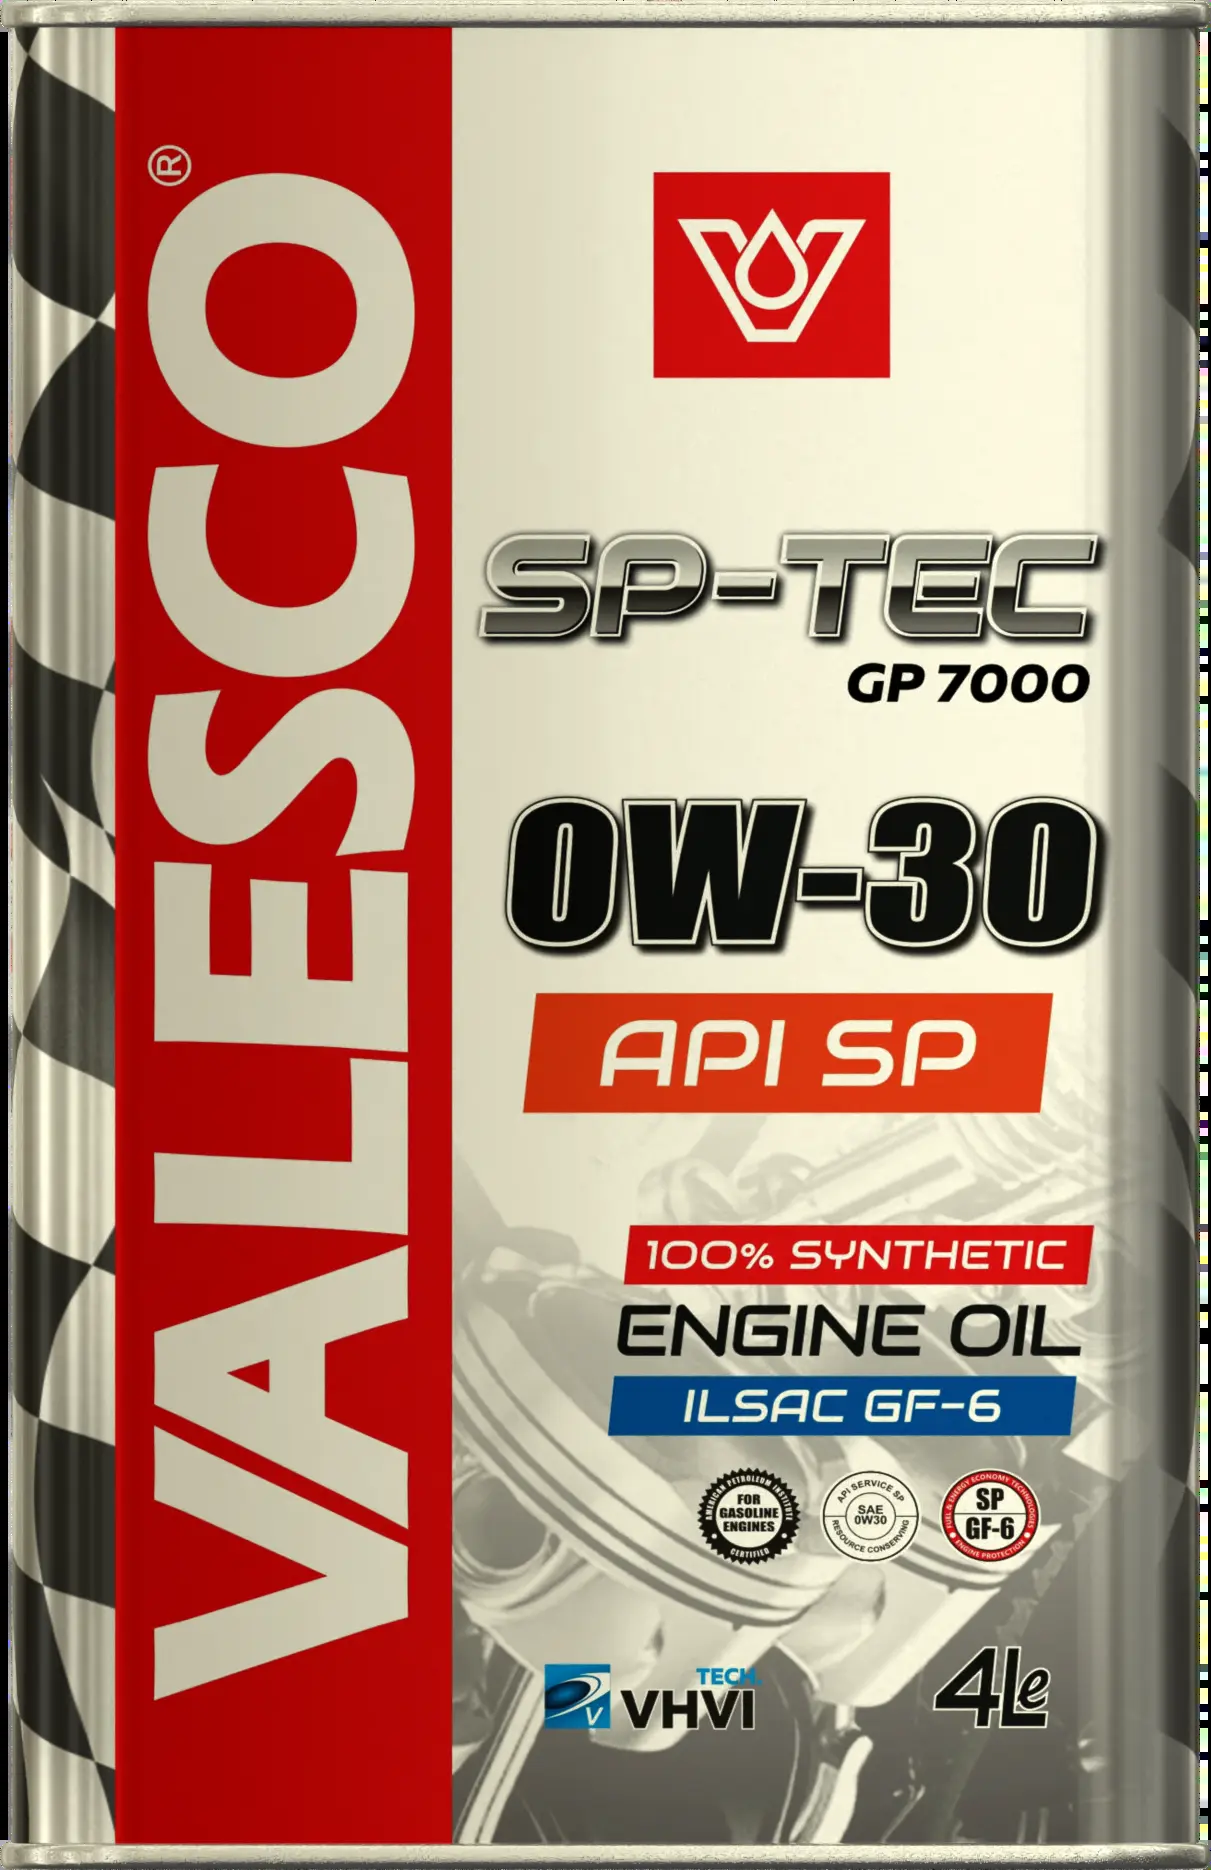 VALESCO®
SP-TEC
GP 7000
0W-30
API SP
100% SYNTHETIC
ENGINE OIL
ILSAC GF-6
AMERICAN PETROLEUM INSTITUTE
FOR
GASOLINE
ENGINES
CERTIFIED
API SERVICE SP
SAE
0W30
RESOURCE CONSERVING
FUEL & ENERGY ECONOMY TECHNOLOGIES
SP
GF-6
ENGINE PROTECTION
V
TECH.
VHVI
4Le